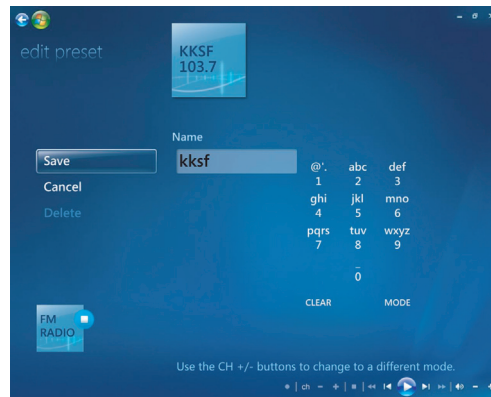 edit preset
KKSF
103.7
Name
kksf
Save
Cancel
Delete
@'. abc def
1 2 3
ghi jkl mno
4 5 6
pqrs tuv wxyz
7 8 9
_
0
CLEAR MODE
FM
RADIO
Use the CH +/- buttons to change to a different mode.
ch - +